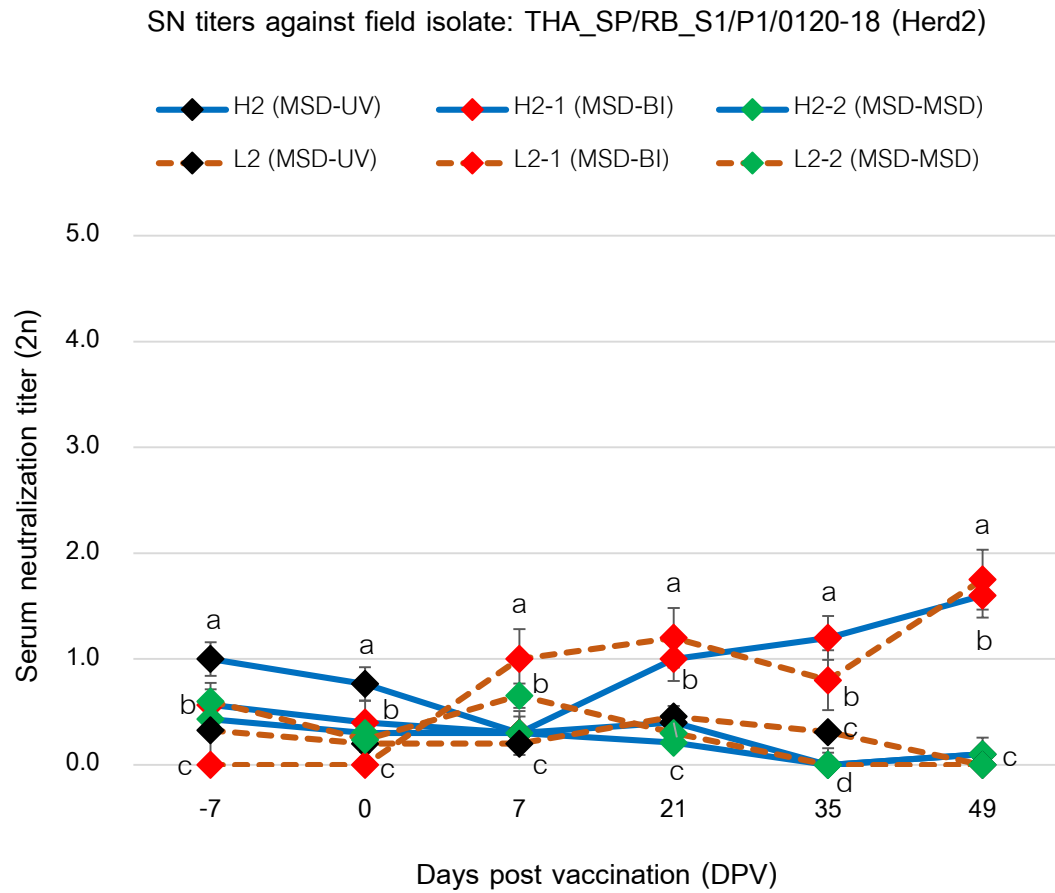 SN titers against field isolate: THA_SP/RB_S1/P1/0120-18 (Herd2)
H2 (MSD-UV) H2-1 (MSD-BI) H2-2 (MSD-MSD)
L2 (MSD-UV) L2-1 (MSD-BI) L2-2 (MSD-MSD)
Serum neutralization titer (2n)
5.0
4.0
3.0
2.0
1.0
0.0
a
b
c
a
b
c
a
b
c
a
b
c
a
b
c
d
a
b
c
-7 0 7 21 35 49
Days post vaccination (DPV)